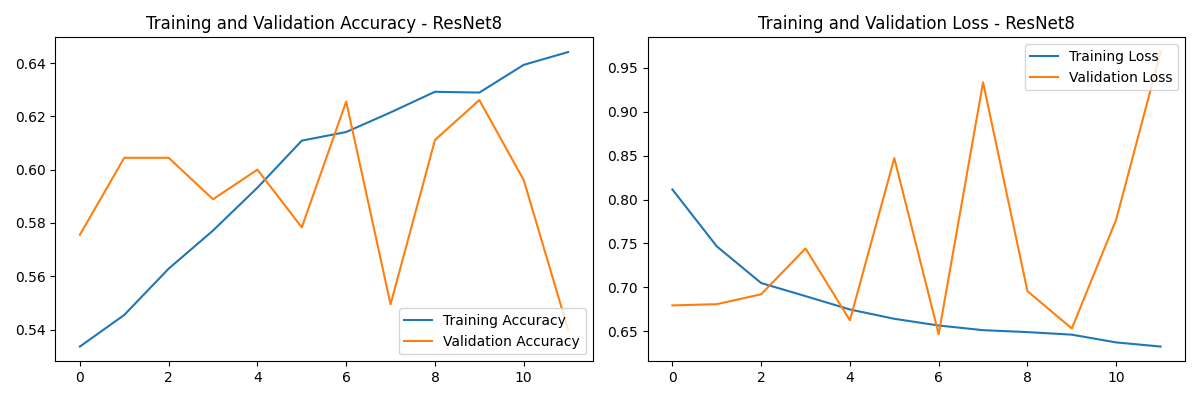 Training and Validation Accuracy - ResNet8
0.64
0.62
0.60
0.58
0.56
0.54
Training Accuracy
Validation Accuracy
0 2 4 6 8 10
Training and Validation Loss - ResNet8
Training Loss
Validation Loss
0.95
0.90
0.85
0.80
0.75
0.70
0.65
0 2 4 6 8 10